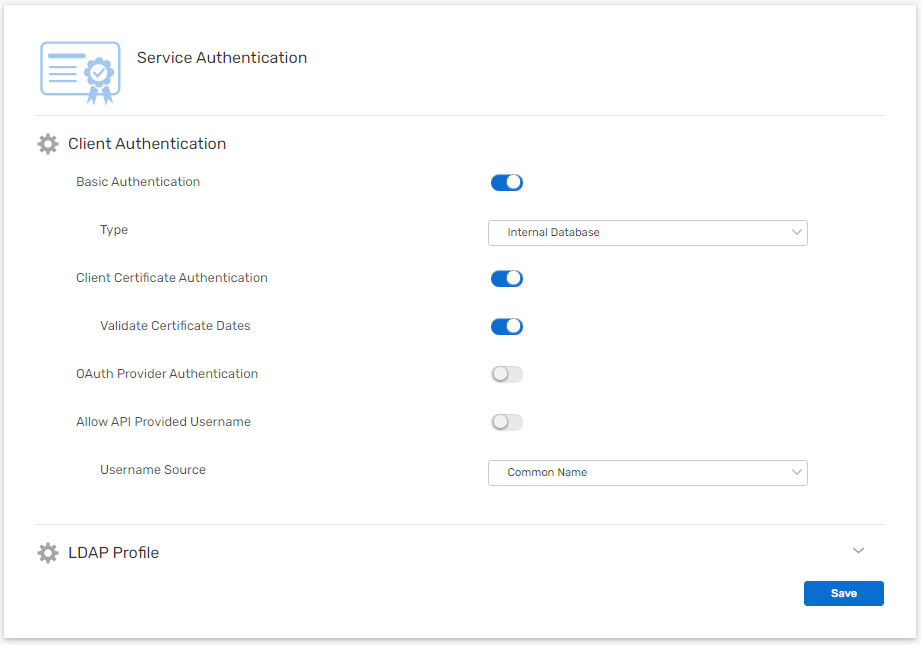 Service Authentication
Client Authentication
Basic Authentication
Type
Internal Database
Client Certificate Authentication
Validate Certificate Dates
OAuth Provider Authentication
Allow API Provided Username
Username Source
Common Name
LDAP Profile
Save